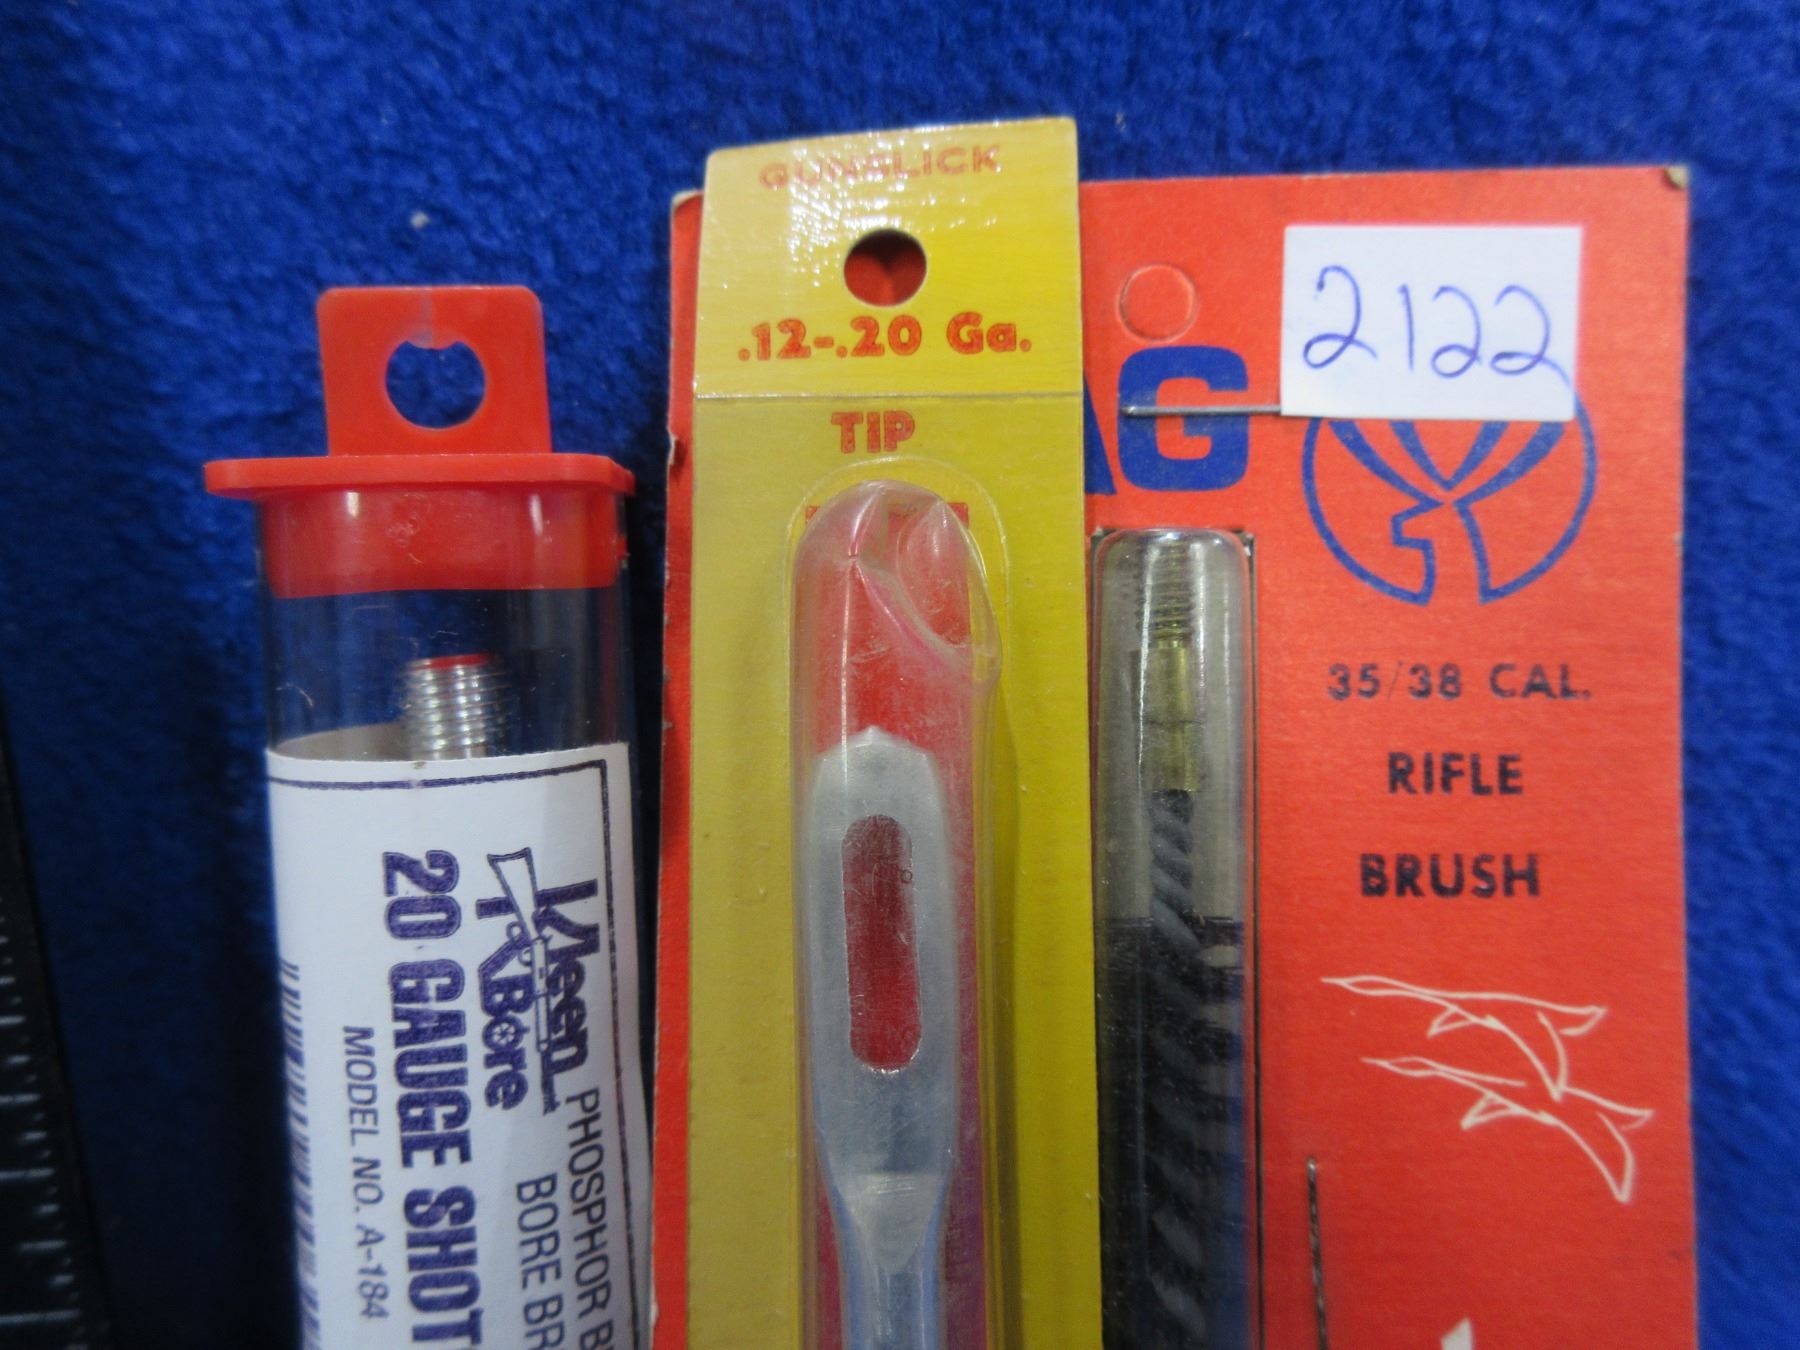 GUNSLICK
.12-.20 Ga.
TIP
2122
AG
35/38 CAL.
RIFLE
BRUSH
Kleen
Bore
PHOSPHOR B
BORE BR
20 GAUGE SHOT
MODEL NO. A-184